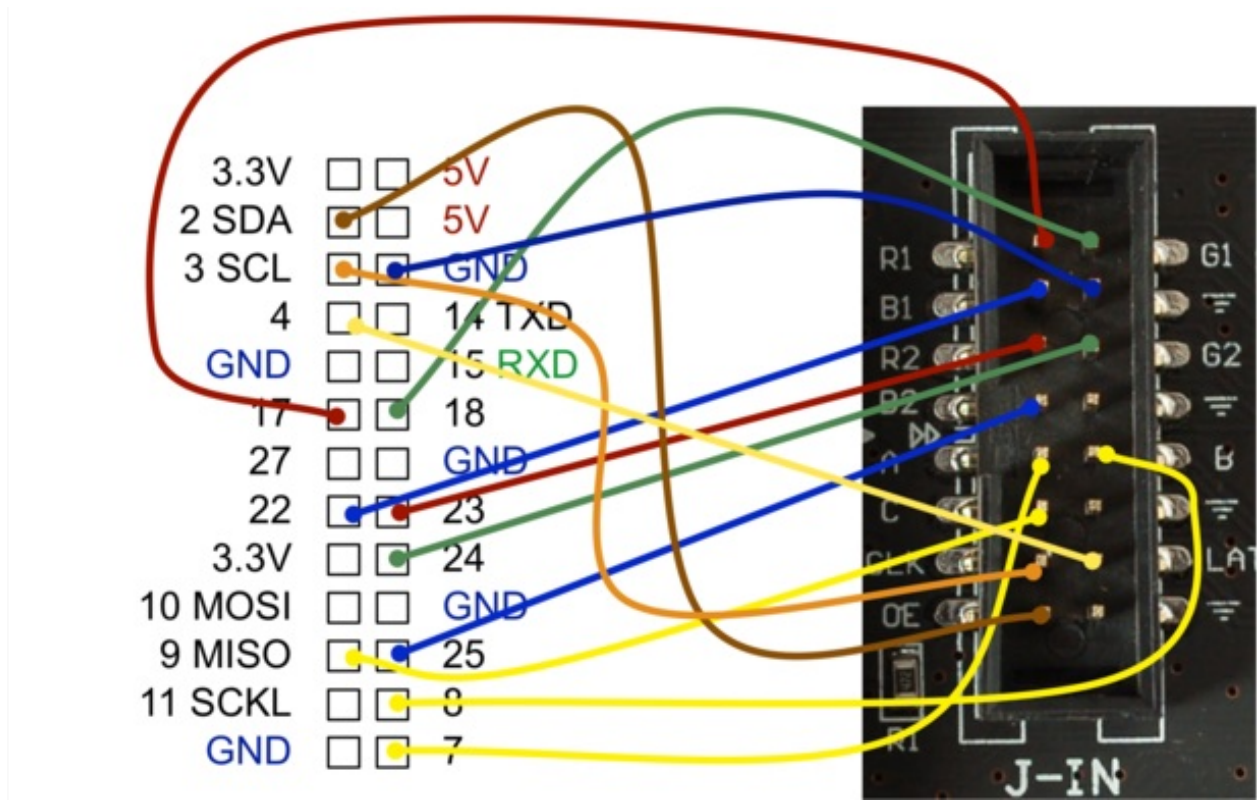 3.3V 5V
2 SDA 5V
3 SCL GND
4 14 TXD
GND 15 RXD
17 18
27 GND
22 23
3.3V 24
10 MOSI GND
9 MISO 25
11 SCKL 8
GND 7
R1 G1
B1
R2 G2
B2
A B
C
CLK LAT
OE
R1
J-IN